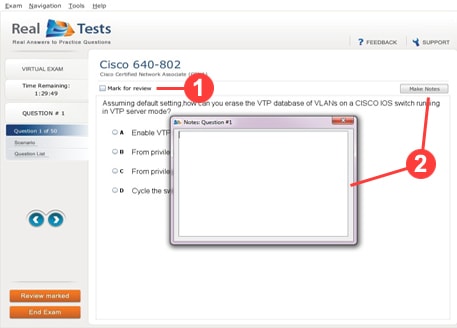 Exam Navigation Tools Help
Real Tests
Real Answers to Practice Questions
? FEEDBACK SUPPORT
VIRTUAL EXAM
Time Remaining:
1:29:49
QUESTION # 1
Question 1 of 50
Scenario
Question List
Review marked
End Exam
Cisco 640-802
Cisco Certified Network Associate
Mark for review
1
Make Notes
Assuming default setting,how can you erase the VTP database of VLANs on a CISCO IOS switch running
in VTP server mode?
A Enable VTP
B From privile
C From privile
D Cycle the sw
Notes: Question #1
2